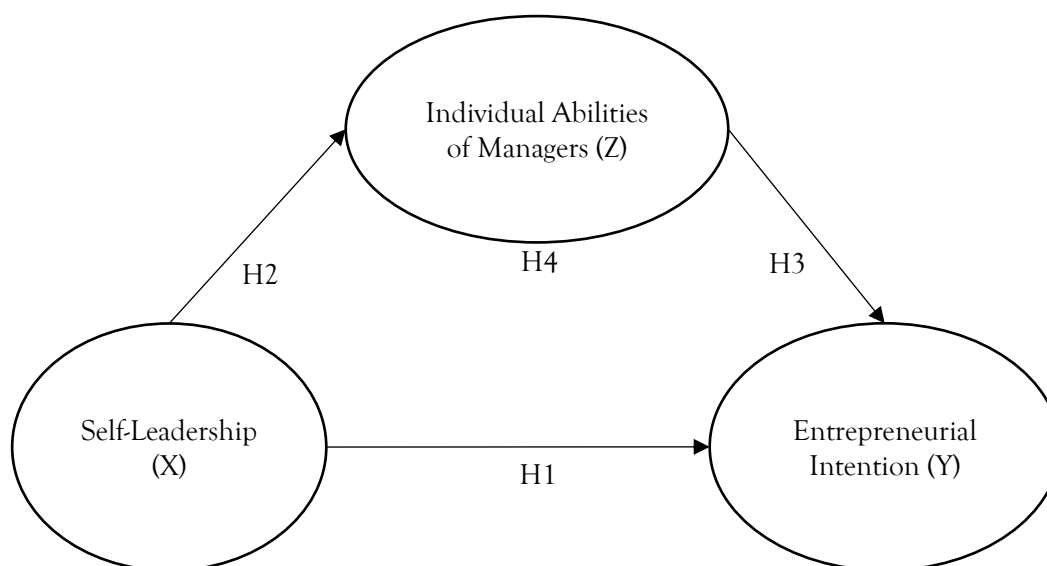 Individual Abilities
of Managers (Z)
H4
H2
H3
Self-Leadership
(X)
H1
Entrepreneurial
Intention (Y)